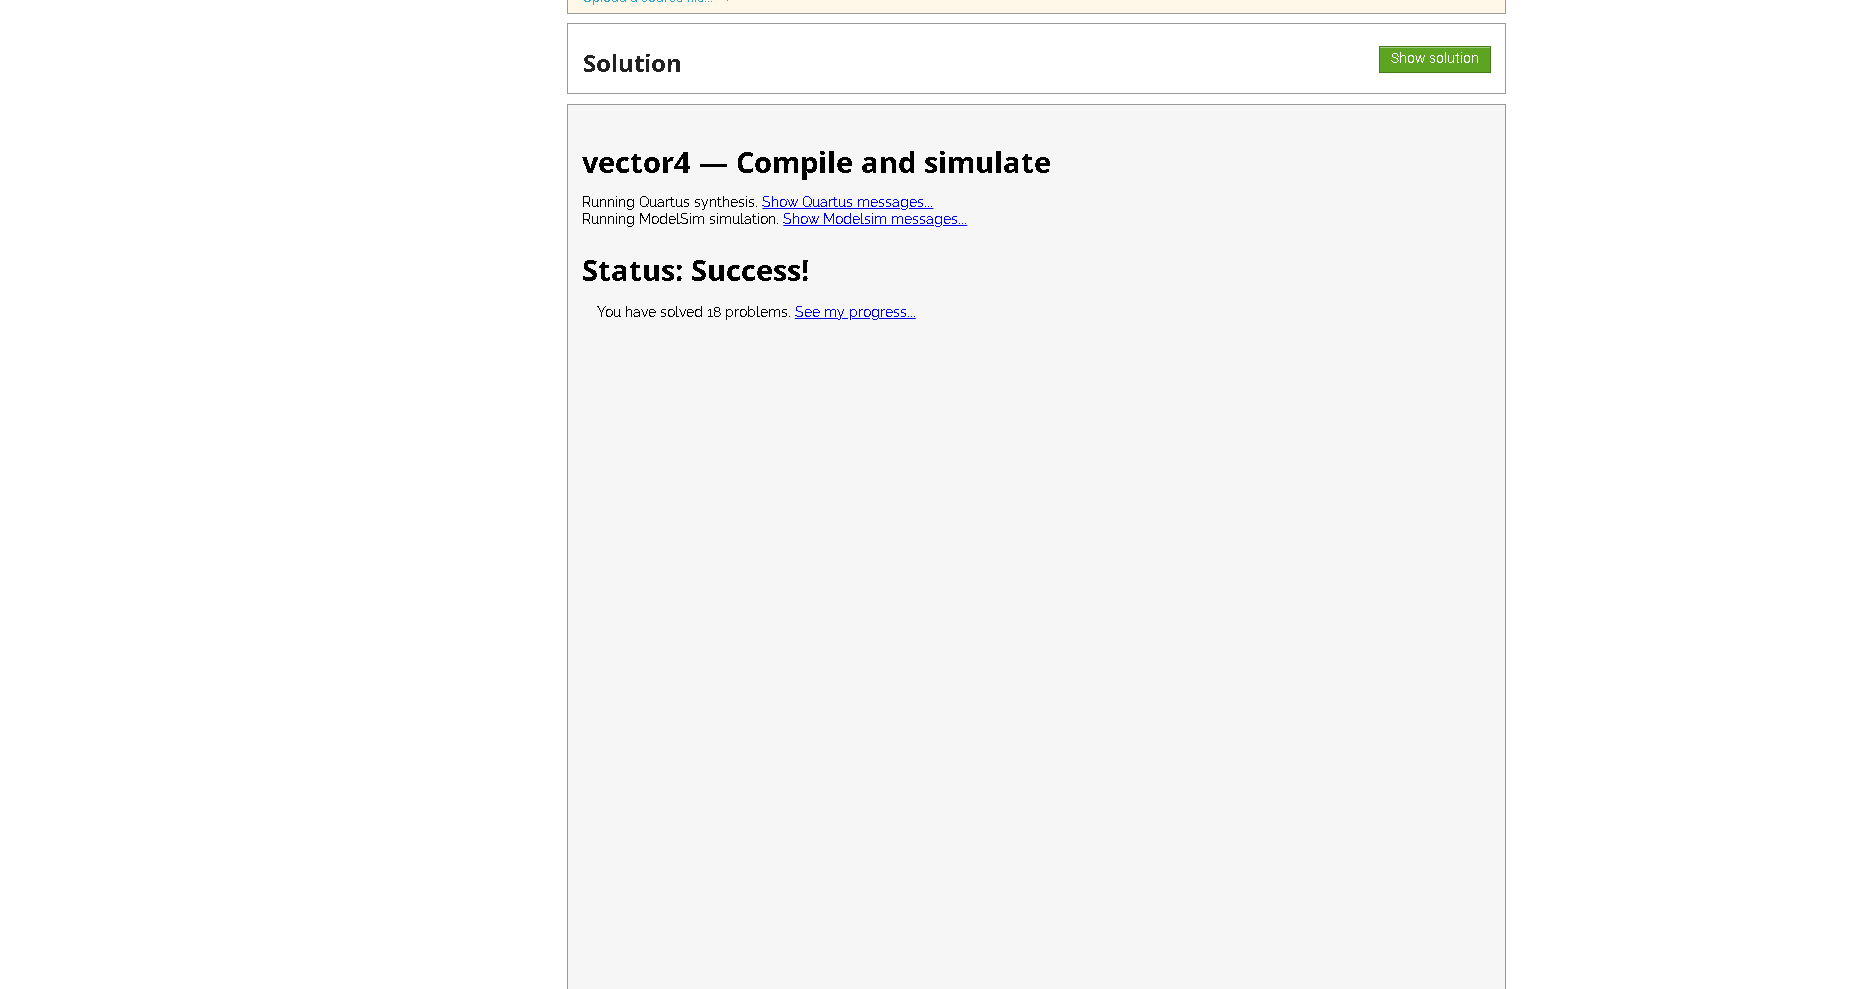 Solution
Show solution
vector4 — Compile and simulate
Running Quartus synthesis. Show Quartus messages...
Running ModelSim simulation. Show Modelsim messages...
Status: Success!
You have solved 18 problems. See my progress...